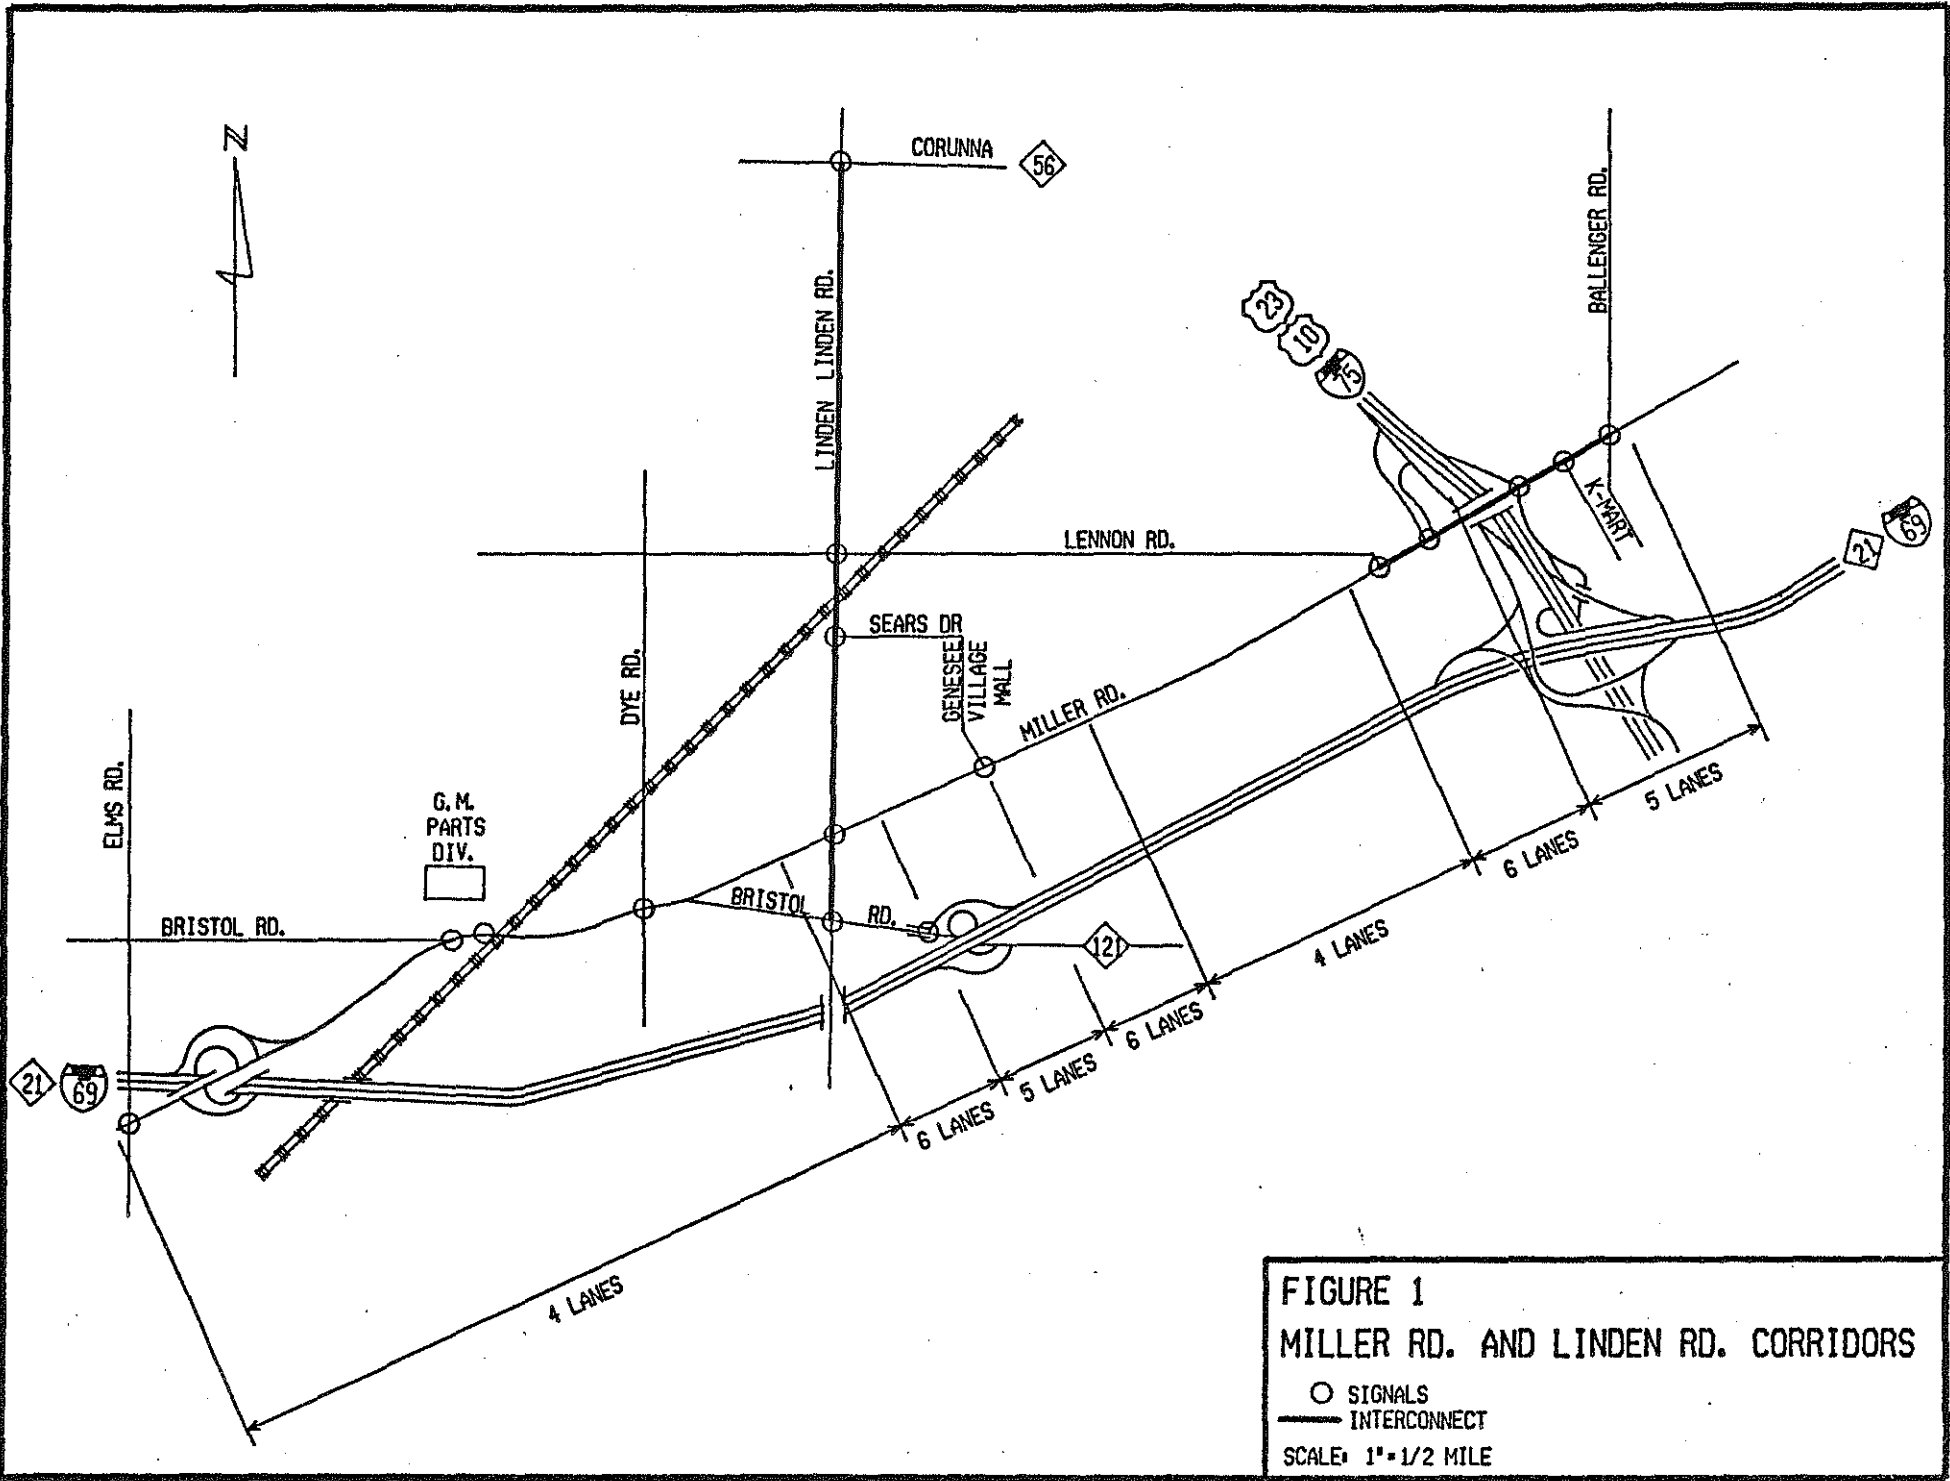 N
CORUNNA
56
BALLENGER RD.
LINDEN LINDEN RD.
23
10
75
LENNON RD.
K-MART
21
69
SEARS DR
GENESEE
VILLAGE
MALL
DYE RD.
MILLER RD.
ELMS RD.
G.M.
PARTS
DIV.
BRISTOL RD.
BRISTOL RD.
121
21
69
5 LANES
6 LANES
4 LANES
6 LANES
5 LANES
6 LANES
4 LANES
FIGURE 1
MILLER RD. AND LINDEN RD. CORRIDORS
SIGNALS
INTERCONNECT
SCALE: 1"=1/2 MILE